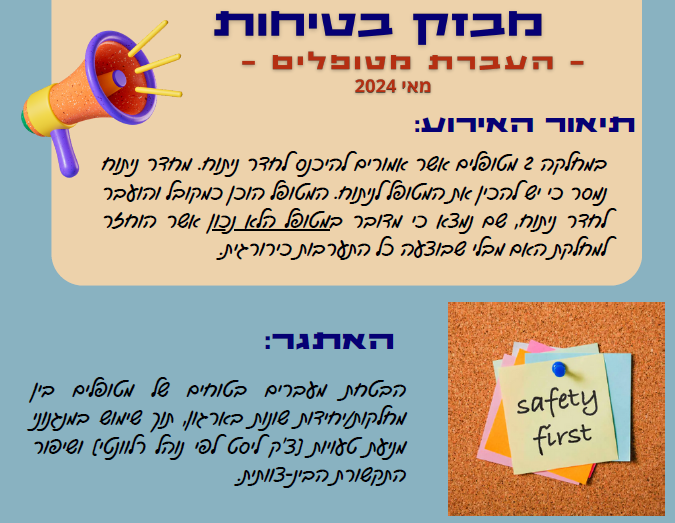 מבזק בטיחות
- העברת מטופלים -
מאי 2024
תיאור האירוע:
במחלקה 2 מטופלים אשר אמורים להיכנס לחדר ניתוח. מחדר ניתוח
נמסר כי יש להכין את המטופל לניתוח. המטופל הוכן כמקובל והועבר
לחדר ניתוח, שם נמצא כי מדובר במטופל הלא נכון אשר הוחזר
למחלקת האם מבלי שבוצעה כל התערבות כירורגית.
האתגר:
הבטחת מעברים בטוחים של מטופלים בין
מחלקות/יחידות שונות בארגון, תוך שימוש במנגנוני
מניעת טעויות [צ'ק ליסט לפי נוהל רלוונטי] ושיפור
התקשורת הבין-צוותית.
safety
first